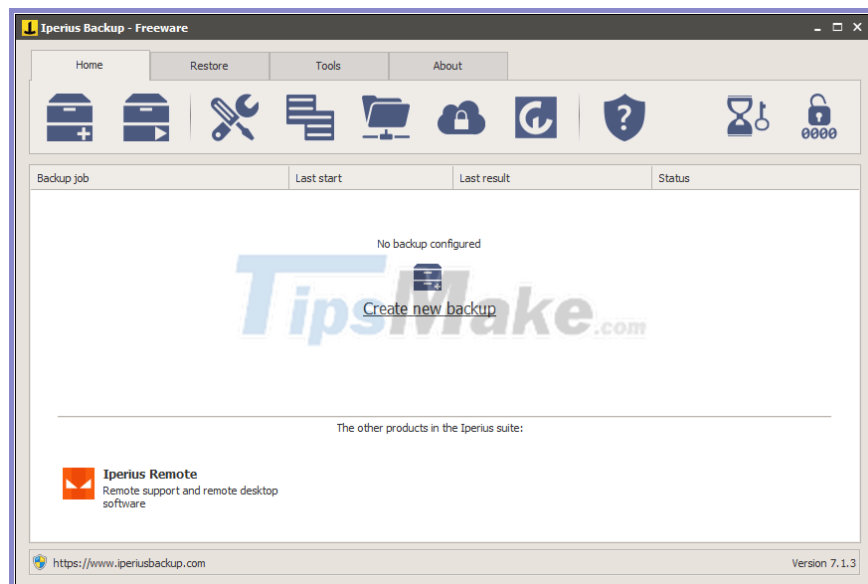 Iperius Backup - Freeware
Home Restore Tools About
0000
Backup job Last start Last result Status
No backup configured
TipsMake.com
Create new backup
The other products in the Iperius suite:
Iperius Remote
Remote support and remote desktop
software
https://www.iperiusbackup.com Version 7.1.3